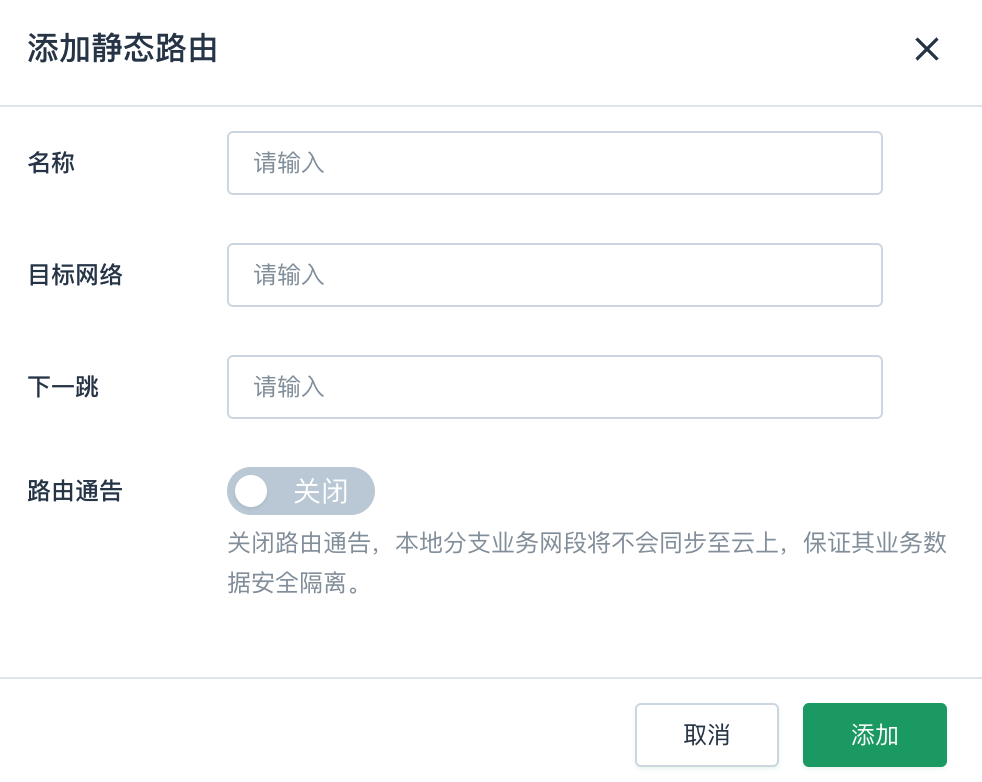 添加静态路由
名称
请输入
目标网络
请输入
下一跳
请输入
路由通告
关闭
关闭路由通告，本地分支业务网段将不会同步至云上，保证其业务数
据安全隔离。
取消
添加